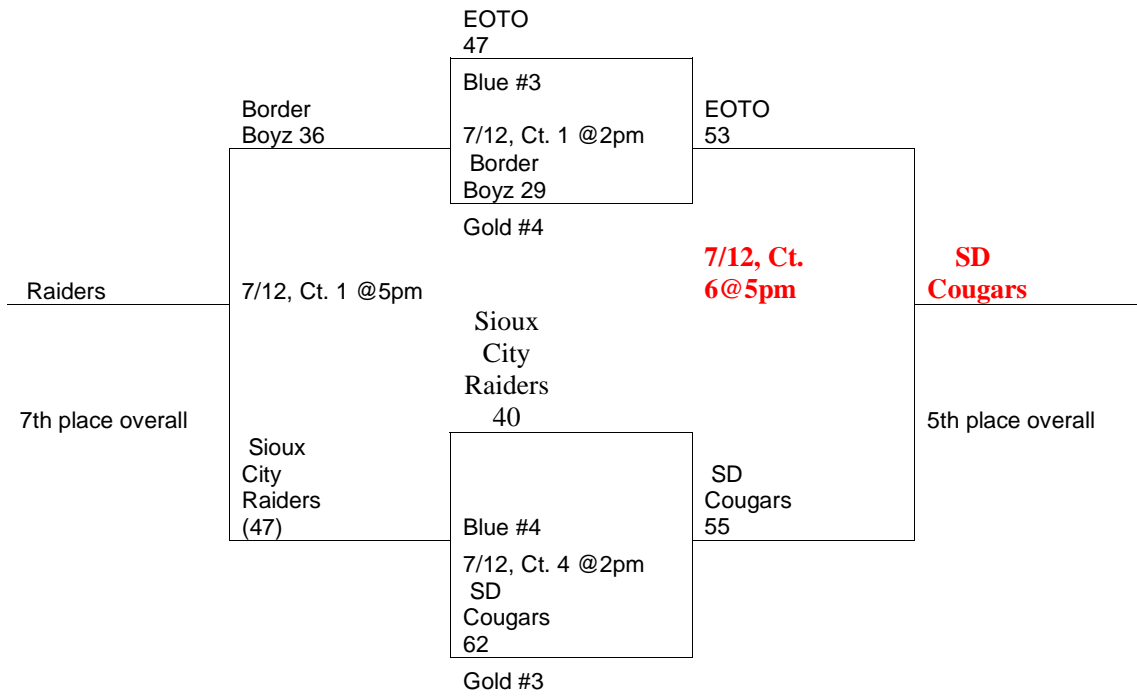 EOTO
47
Blue #3
Border
Boyz 36
7/12, Ct. 1 @2pm
EOTO
53
Border
Boyz 29
Gold #4
7/12, Ct.
6@5pm
SD
Cougars
Raiders
7/12, Ct. 1 @5pm
Sioux
City
Raiders
40
7th place overall
5th place overall
Sioux
City
Raiders
(47)
SD
Cougars
55
Blue #4
7/12, Ct. 4 @2pm
SD
Cougars
62
Gold #3